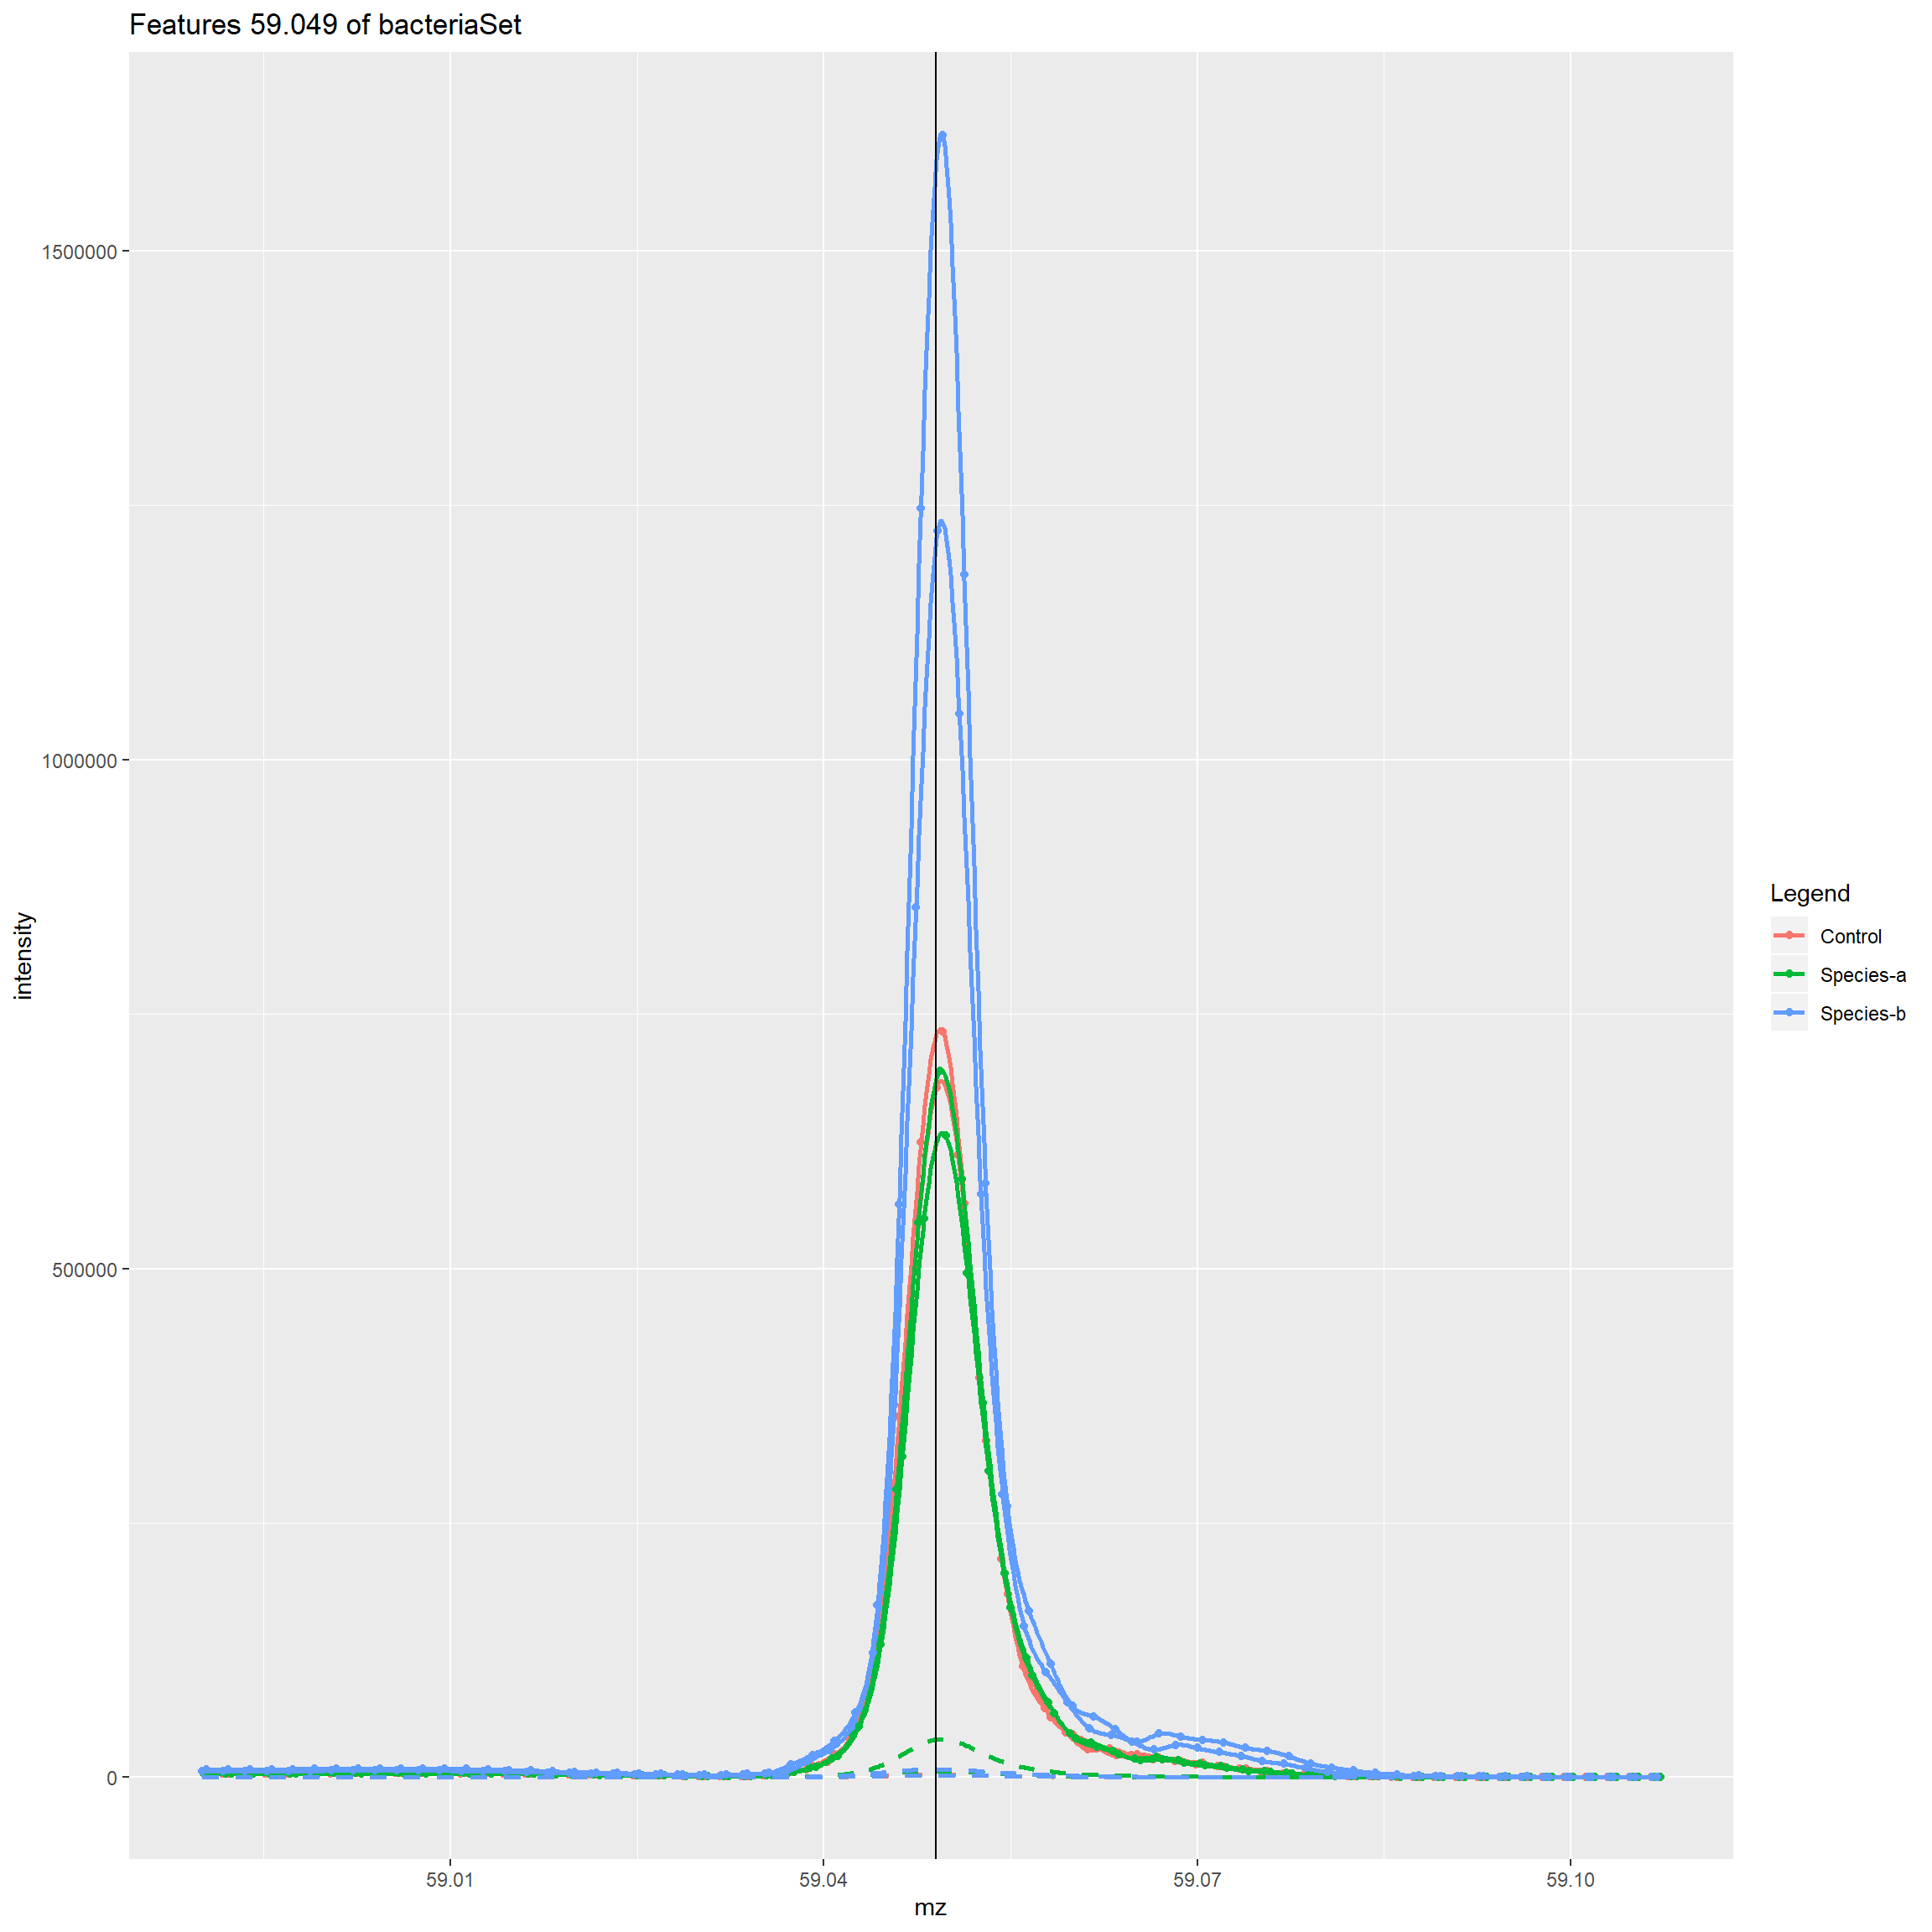 Features 59.049 of bacteriaSet
1500000
1000000
500000
0
intensity
59.01
59.04
59.07
59.10
mz
Legend
Control
Species-a
Species-b